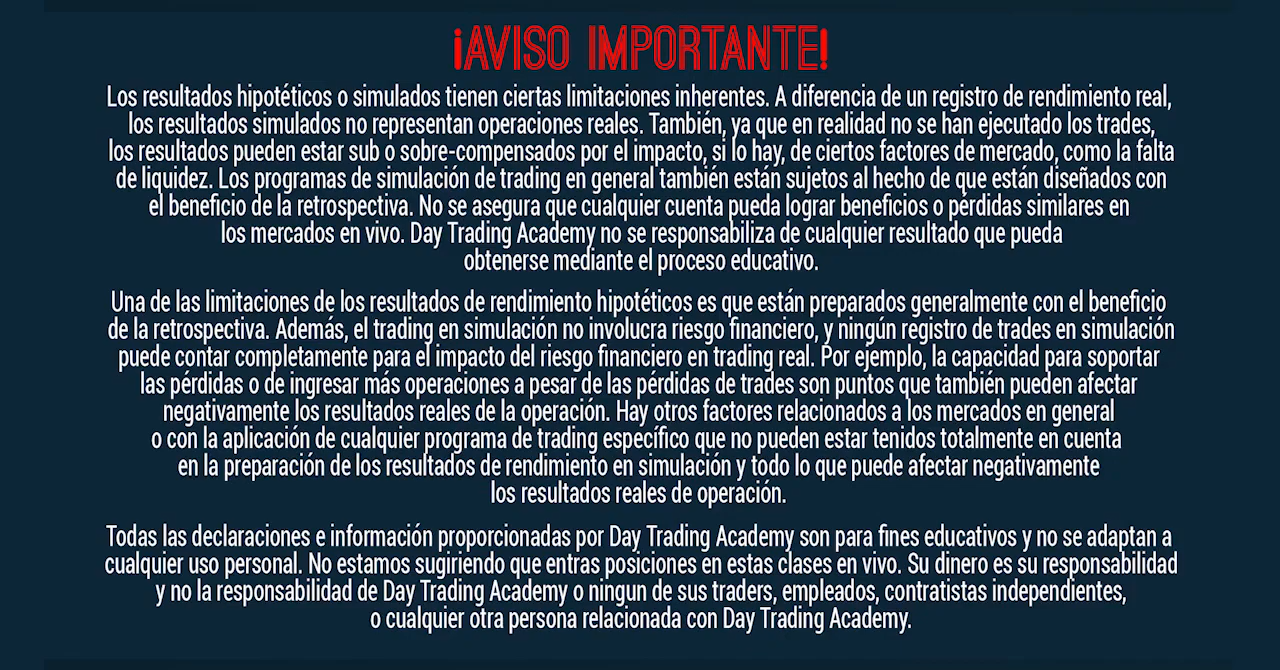 ¡AVISO IMPORTANTE!
Los resultados hipotéticos o simulados tienen ciertas limitaciones inherentes. A diferencia de un registro de rendimiento real,
los resultados simulados no representan operaciones reales. También, ya que en realidad no se han ejecutado los trades,
los resultados pueden estar sub o sobre-compensados por el impacto, si lo hay, de ciertos factores de mercado, como la falta
de liquidez. Los programas de simulación de trading en general también están sujetos al hecho de que están diseñados con
el beneficio de la retrospectiva. No se asegura que cualquier cuenta pueda lograr beneficios o pérdidas similares en
los mercados en vivo. Day Trading Academy no se responsabiliza de cualquier resultado que pueda
obtenerse mediante el proceso educativo.
Una de las limitaciones de los resultados de rendimiento hipotéticos es que están preparados generalmente con el beneficio
de la retrospectiva. Además, el trading en simulación no involucra riesgo financiero, y ningún registro de trades en simulación
puede contar completamente para el impacto del riesgo financiero en trading real. Por ejemplo, la capacidad para soportar
las pérdidas o de ingresar más operaciones a pesar de las pérdidas de trades son puntos que también pueden afectar
negativamente los resultados reales de la operación. Hay otros factores relacionados a los mercados en general
o con la aplicación de cualquier programa de trading específico que no pueden estar tenidos totalmente en cuenta
en la preparación de los resultados de rendimiento en simulación y todo lo que puede afectar negativamente
los resultados reales de operación.
Todas las declaraciones e información proporcionadas por Day Trading Academy son para fines educativos y no se adaptan a
cualquier uso personal. No estamos sugiriendo que entras posiciones en estas clases en vivo. Su dinero es su responsabilidad
y no la responsabilidad de Day Trading Academy o ningun de sus traders, empleados, contratistas independientes,
o cualquier otra persona relacionada con Day Trading Academy.